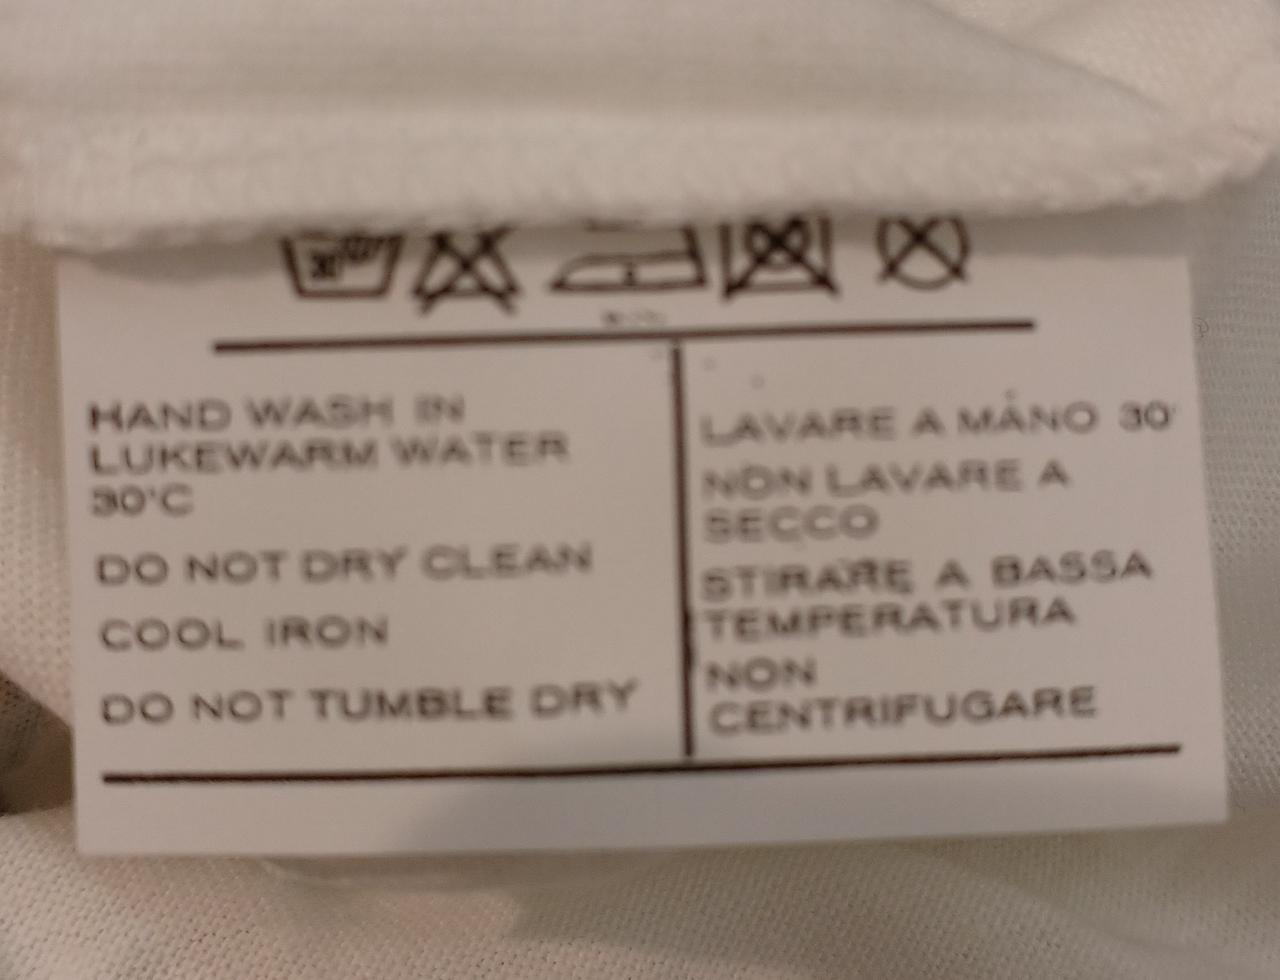 HAND WASH IN
LUKEWARM WATER
30°C
DO NOT DRY CLEAN
COOL IRON
DO NOT TUMBLE DRY
LAVARE A MANO 30°
NON LAVARE A
SECCO
STIRARE A BASSA
TEMPERATURA
NON
CENTRIFUGARE